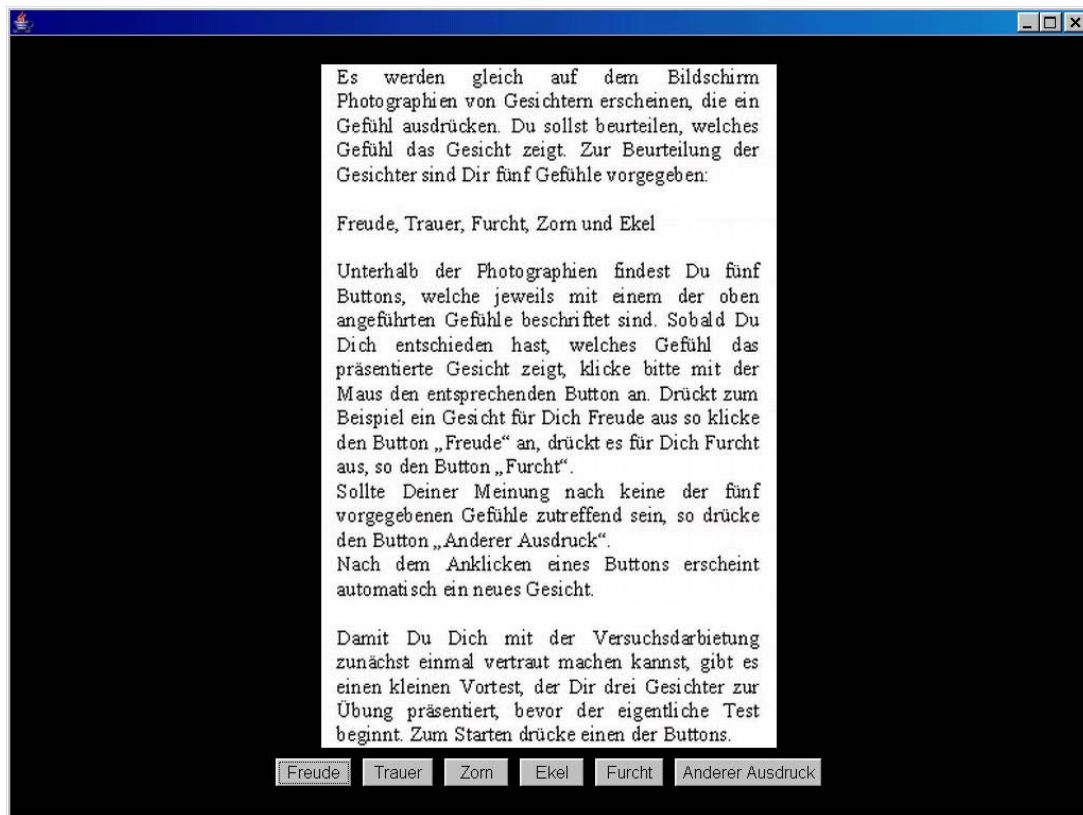 Es werden gleich auf dem Bildschirm
Photographien von Gesichtern erscheinen, die ein
Gefühl ausdrücken. Du sollst beurteilen, welches
Gefühl das Gesicht zeigt. Zur Beurteilung der
Gesichter sind Dir fünf Gefühle vorgegeben:
Freude, Trauer, Furcht, Zorn und Ekel
Unterhalb der Photographien findest Du fünf
Buttons, welche jeweils mit einem der oben
angeführten Gefühle beschriftet sind. Sobald Du
Dich entschieden hast, welches Gefühl das
präsentierte Gesicht zeigt, klicke bitte mit der
Maus den entsprechenden Button an. Drückt zum
Beispiel ein Gesicht für Dich Freude aus so klicke
den Button „Freude“ an, drückt es für Dich Furcht
aus, so den Button „Furcht“.
Sollte Deiner Meinung nach keine der fünf
vorgegebenen Gefühle zutreffend sein, so drücke
den Button „Anderer Ausdruck“.
Nach dem Anklicken eines Buttons erscheint
automatisch ein neues Gesicht.
Damit Du Dich mit der Versuchsdarbietung
zunächst einmal vertraut machen kannst, gibt es
einen kleinen Vortest, der Dir drei Gesichter zur
Übung präsentiert, bevor der eigentliche Test
beginnt. Zum Starten drücke einen der Buttons.
Freude Trauer Zorn Ekel Furcht Anderer Ausdruck